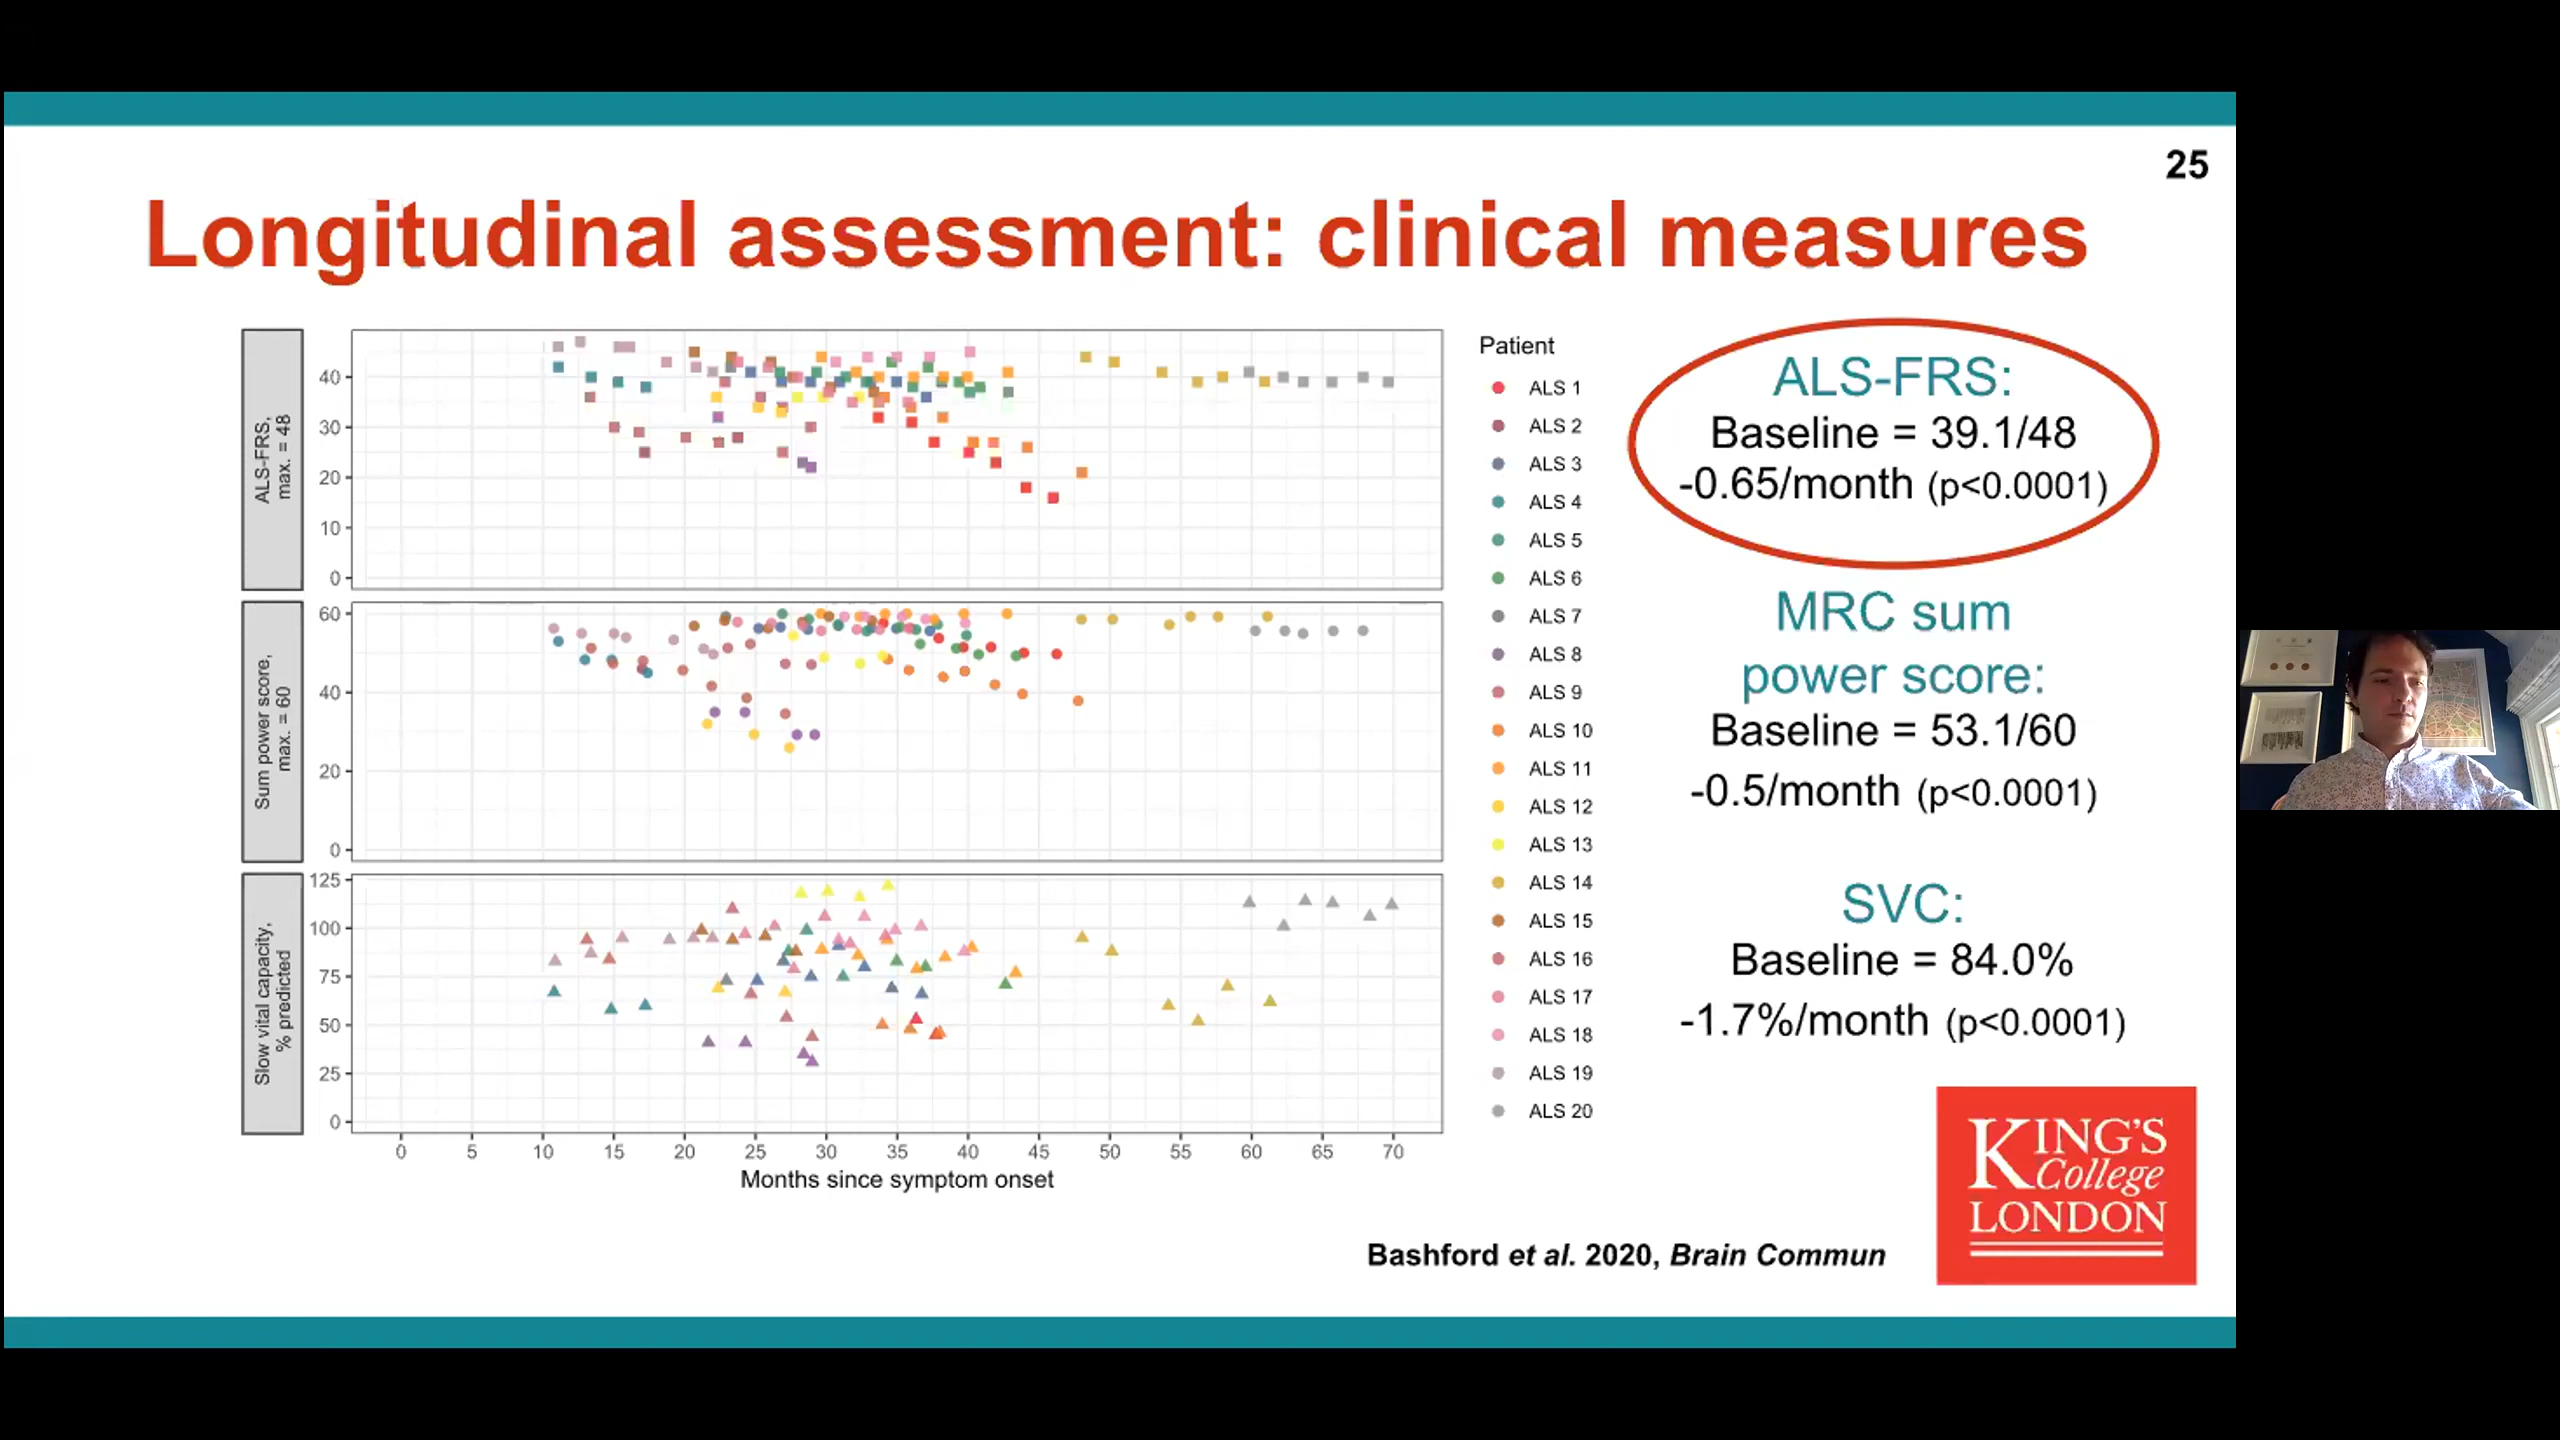 25
Longitudinal assessment: clinical measures
ALS-FRS,
max. = 48
40
30
20
10
0
Sum power score,
max. = 60
60
40
20
0
Slow vital capacity,
% predicted
125
100
75
50
25
0
0 5 10 15 20 25 30 35 40 45 50 55 60 65 70
Months since symptom onset
Patient
ALS 1
ALS 2
ALS 3
ALS 4
ALS 5
ALS 6
ALS 7
ALS 8
ALS 9
ALS 10
ALS 11
ALS 12
ALS 13
ALS 14
ALS 15
ALS 16
ALS 17
ALS 18
ALS 19
ALS 20
ALS-FRS:
Baseline = 39.1/48
-0.65/month (p<0.0001)
MRC sum
power score:
Baseline = 53.1/60
-0.5/month (p<0.0001)
SVC:
Baseline = 84.0%
-1.7%/month (p<0.0001)
KING'S
College
LONDON
Bashford et al. 2020, Brain Commun